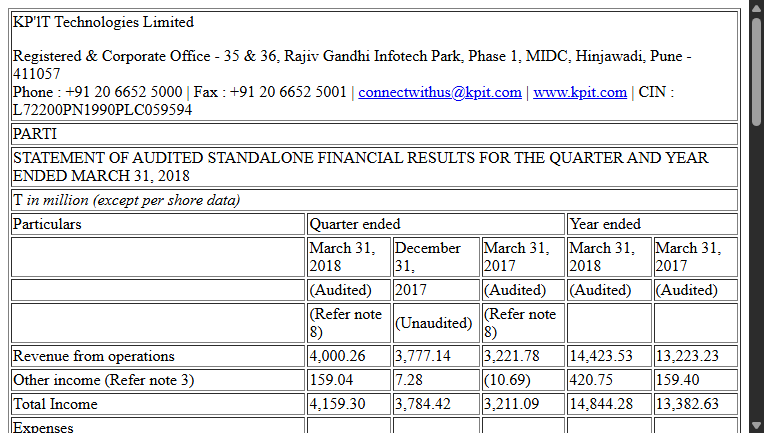 KP'lT Technologies Limited
Registered & Corporate Office - 35 & 36, Rajiv Gandhi Infotech Park, Phase 1, MIDC, Hinjawadi, Pune -
411057
Phone : +91 20 6652 5000 | Fax : +91 20 6652 5001 | connectwithus@kpit.com | www.kpit.com | CIN :
L72200PN1990PLC059594
PARTI
STATEMENT OF AUDITED STANDALONE FINANCIAL RESULTS FOR THE QUARTER AND YEAR
ENDED MARCH 31, 2018
T in million (except per shore data)
Particulars Quarter ended Year ended
March 31, December March 31, March 31, March 31,
2018 31, 2017 2018 2017
(Audited) 2017 (Audited) (Audited) (Audited)
(Refer note (Unaudited) (Refer note
8) 8)
Revenue from operations 4,000.26 3,777.14 3,221.78 14,423.53 13,223.23
Other income (Refer note 3) 159.04 7.28 (10.69) 420.75 159.40
Total Income 4,159.30 3,784.42 3,211.09 14,844.28 13,382.63
Expenses